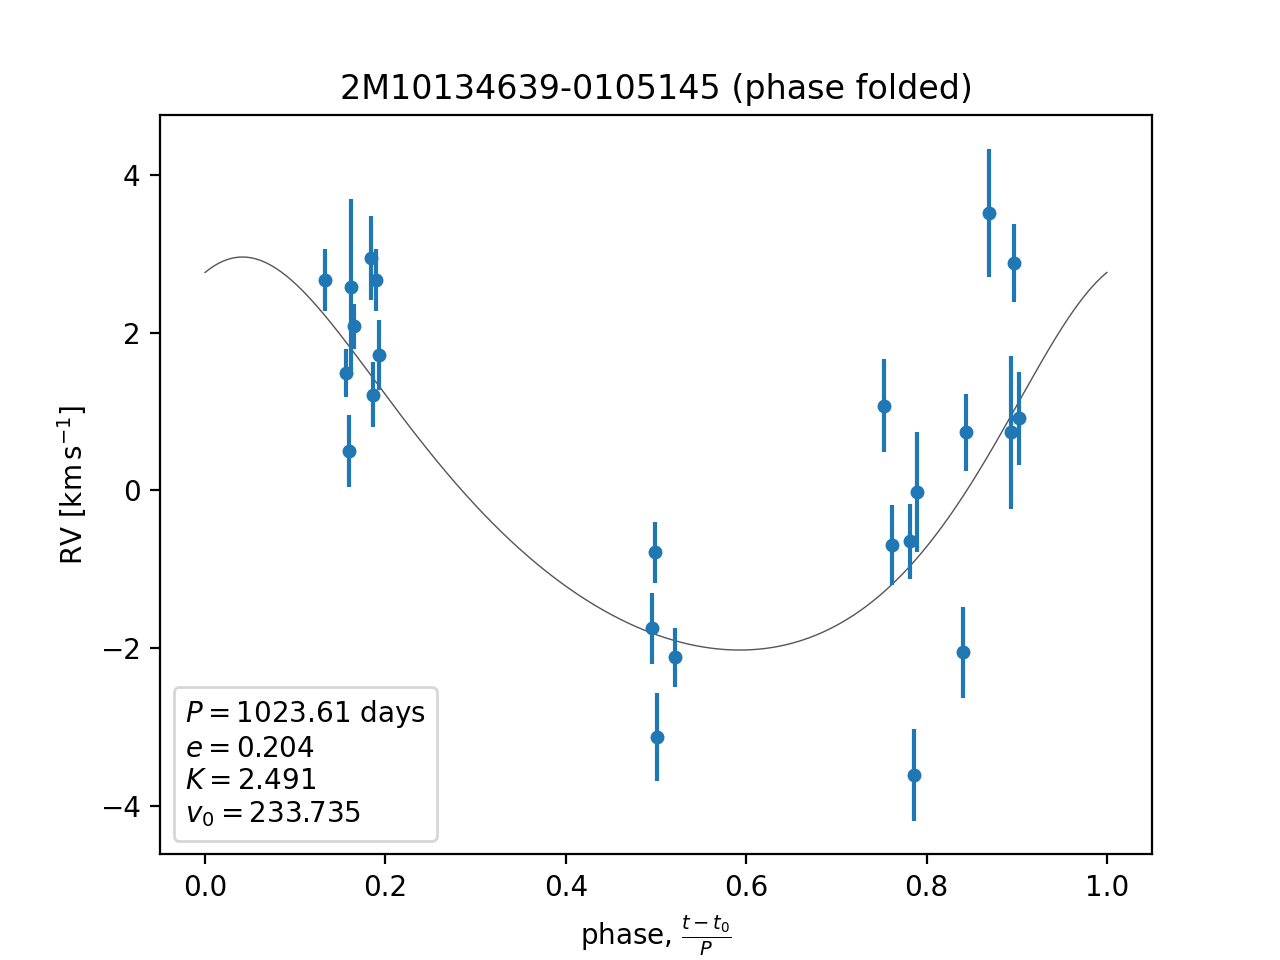 2M10134639-0105145 (phase folded)
RV [km s⁻¹]
4
2
0
−2
−4
P = 1023.61 days
e = 0.204
K = 2.491
v₀ = 233.735
0.0 0.2 0.4 0.6 0.8 1.0
phase, (t − t₀)/P